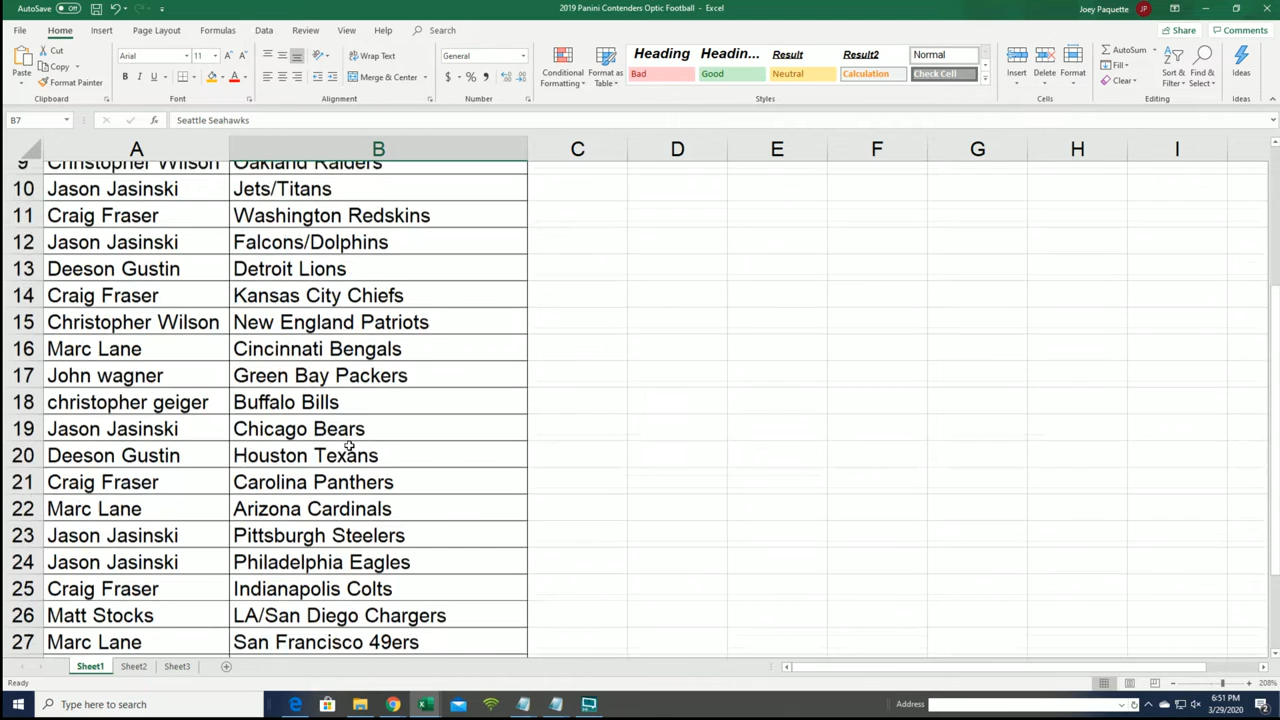 AutoSave Off
2019 Panini Contenders Optic Football - Excel
Joey Paquette JP
File Home Insert Page Layout Formulas Data Review View Help Search Share Comments
Paste Cut Copy Format Painter
Clipboard
Arial 11
B I U
Font
Wrap Text
Merge & Center
Alignment
General
$ % ,
Number
Conditional Formatting Format as Table
Heading Headin... Result Result2 Normal
Bad Good Neutral Calculation Check Cell
Styles
Insert Delete Format
Cells
AutoSum Fill Clear
Sort & Filter Find & Select
Editing
Ideas
Ideas
B7 fx Seattle Seahawks
A B C D E F G H I
9 Christopher Wilson Oakland Raiders
10 Jason Jasinski Jets/Titans
11 Craig Fraser Washington Redskins
12 Jason Jasinski Falcons/Dolphins
13 Deeson Gustin Detroit Lions
14 Craig Fraser Kansas City Chiefs
15 Christopher Wilson New England Patriots
16 Marc Lane Cincinnati Bengals
17 John wagner Green Bay Packers
18 christopher geiger Buffalo Bills
19 Jason Jasinski Chicago Bears
20 Deeson Gustin Houston Texans
21 Craig Fraser Carolina Panthers
22 Marc Lane Arizona Cardinals
23 Jason Jasinski Pittsburgh Steelers
24 Jason Jasinski Philadelphia Eagles
25 Craig Fraser Indianapolis Colts
26 Matt Stocks LA/San Diego Chargers
27 Marc Lane San Francisco 49ers
Sheet1 Sheet2 Sheet3
Ready 208%
Type here to search
Address
6:51 PM
3/29/2020